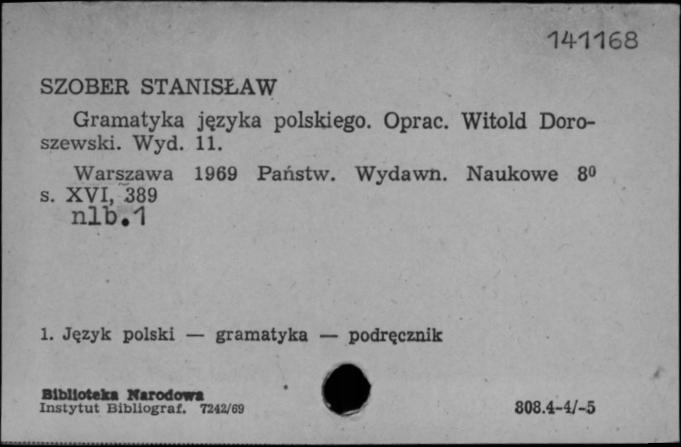 141168
SZOBER STANISŁAW
Gramatyka języka polskiego. Oprac. Witold Doro-
szewski. Wyd. 11.
Warszawa 1969 Państw. Wydawn. Naukowe 8⁰
s. XVI, 389
nlb.1
1. Język polski — gramatyka — podręcznik
Biblioteka Narodowa
Instytut Bibliograf. 7242/69
808.4-4/-5